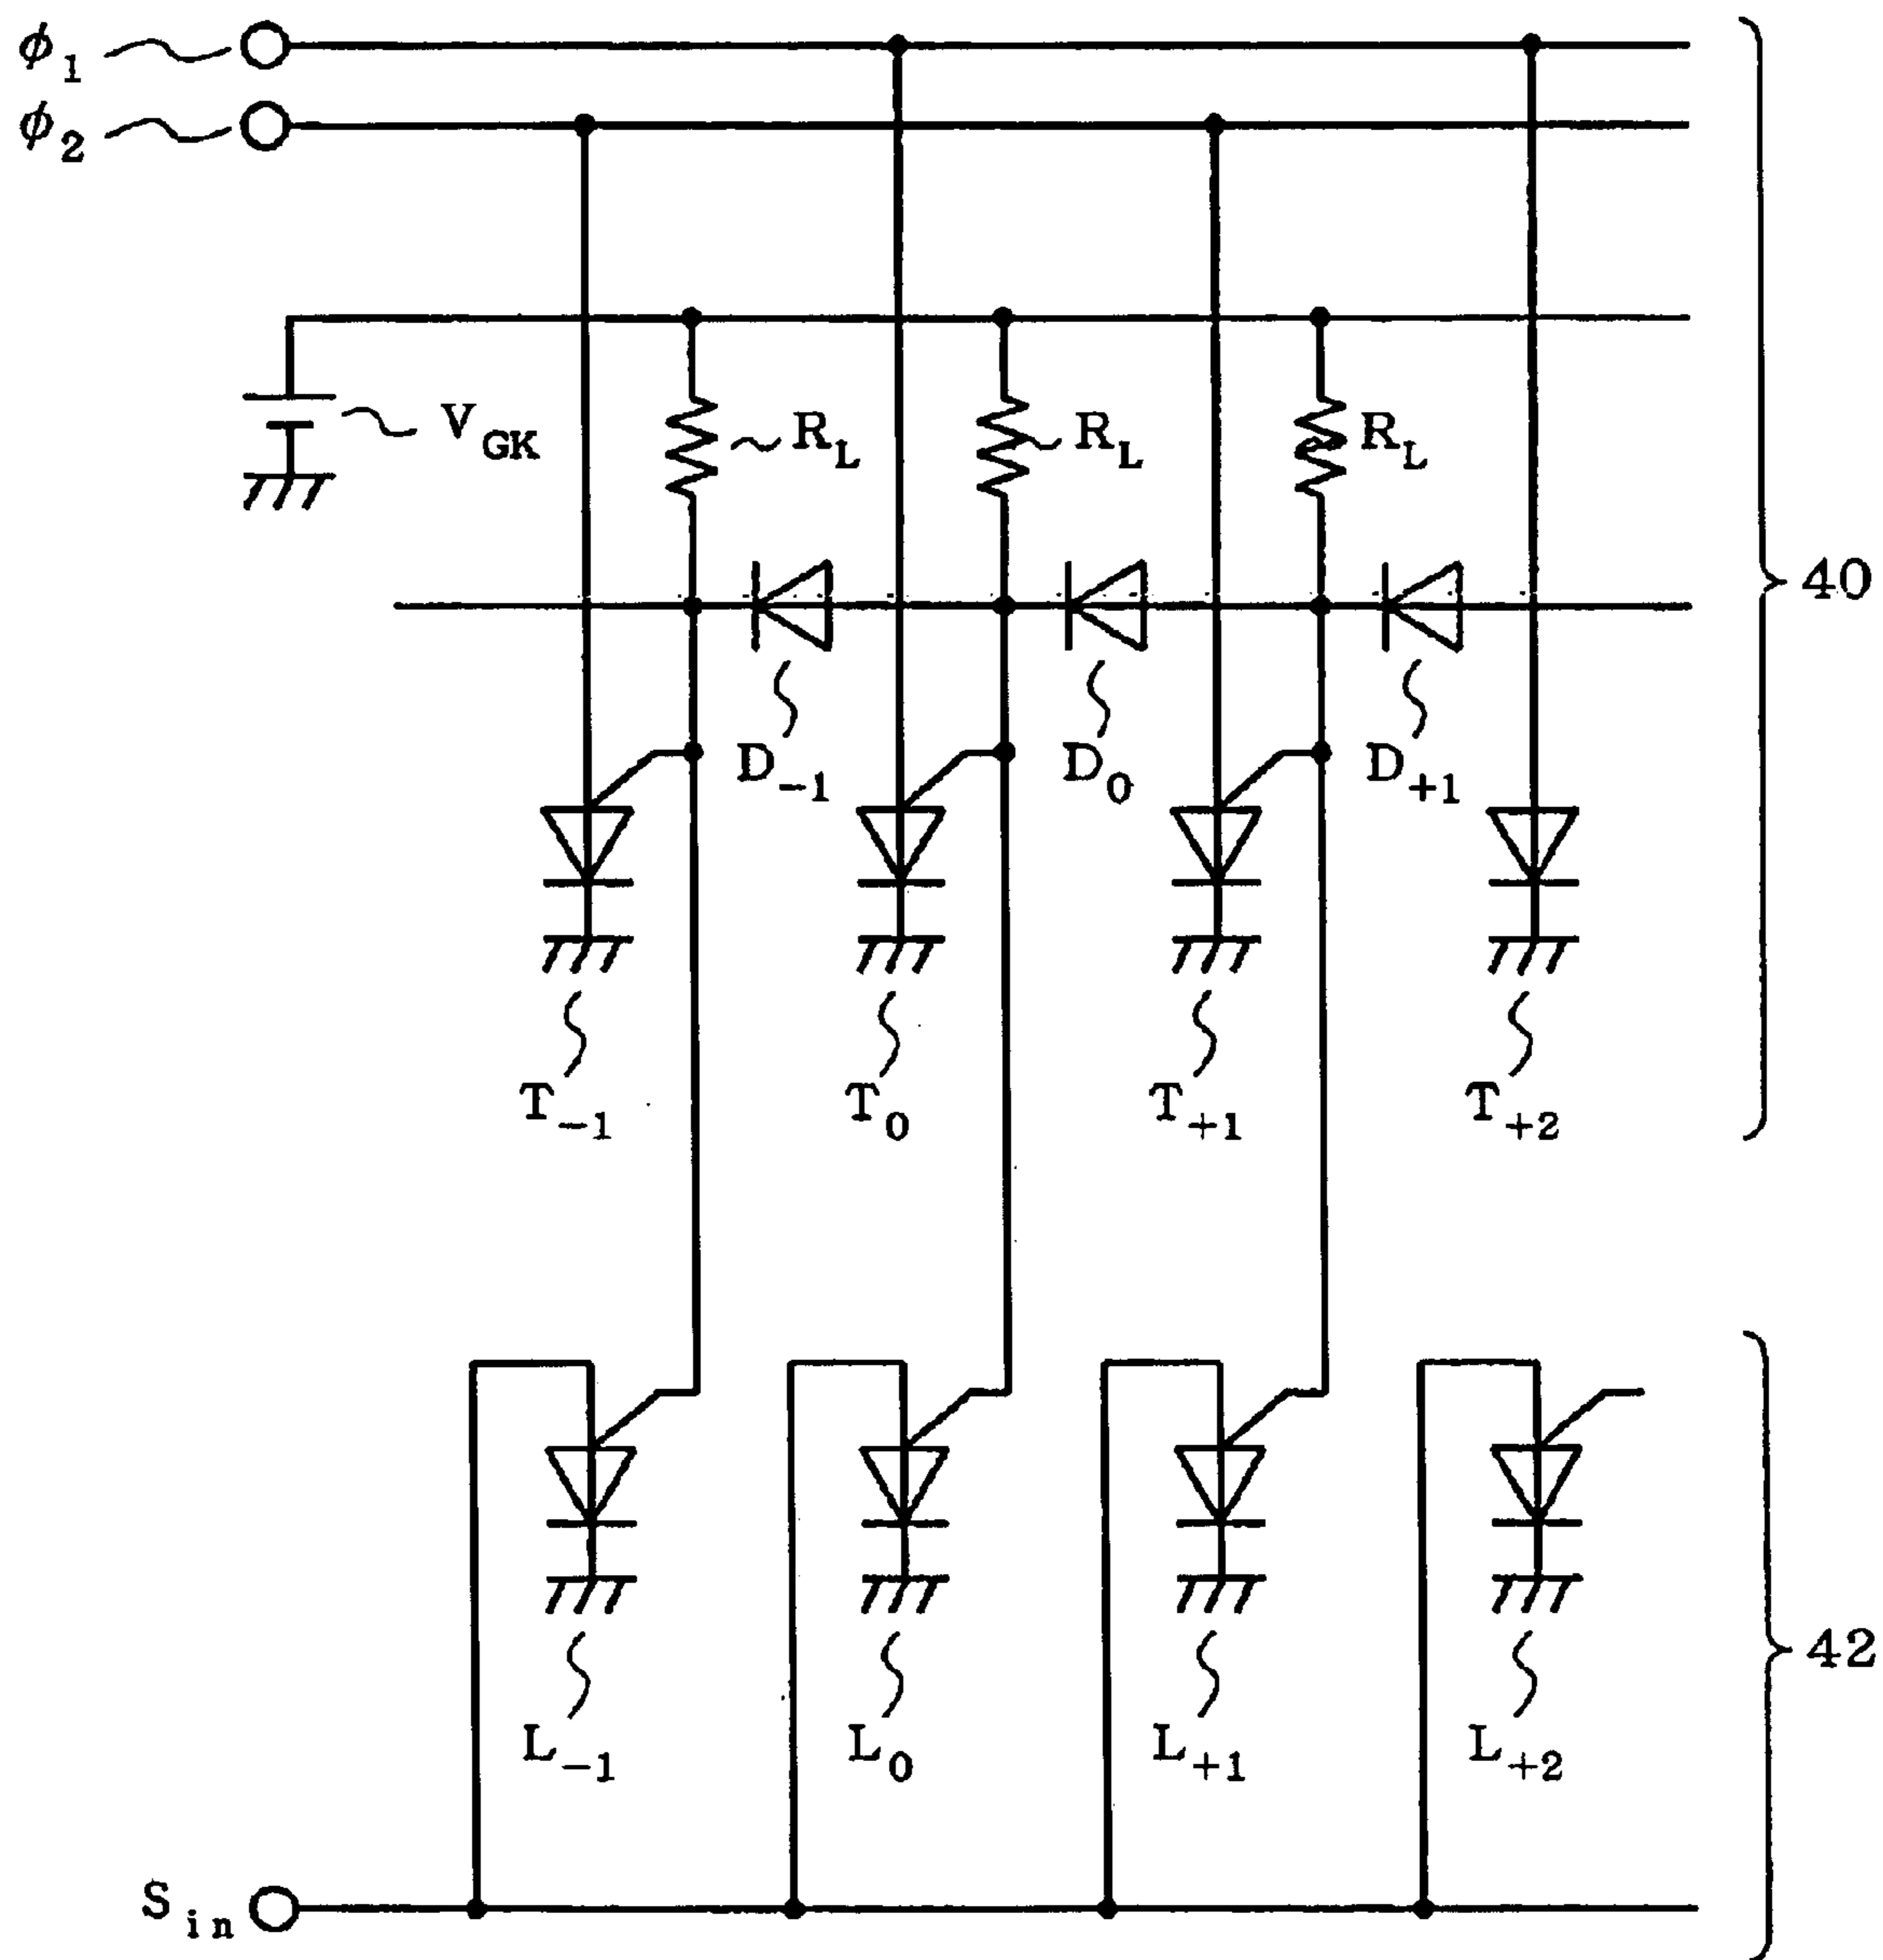 ϕ1
ϕ2
VGK
RL
RL
RL
40
D−1
D0
D+1
T−1
T0
T+1
T+2
42
L−1
L0
L+1
L+2
Sin